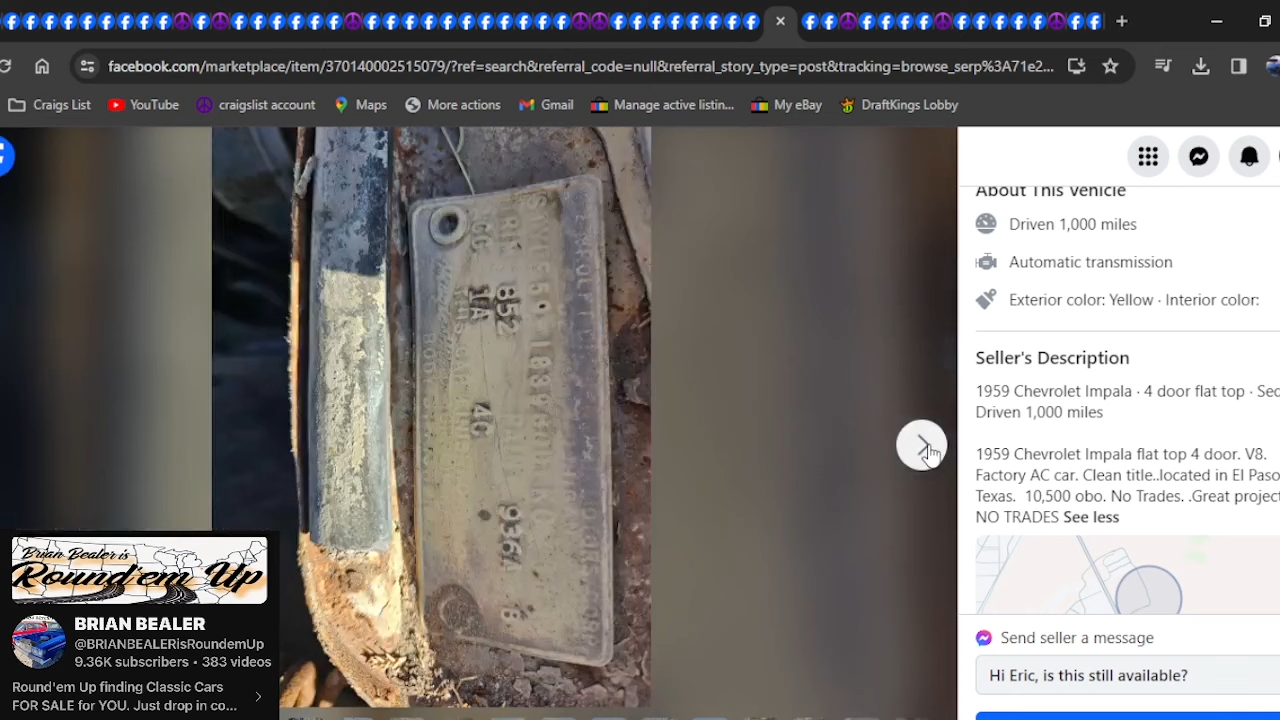 facebook.com/marketplace/item/370140002515079/?ref=search&referral_code=null&referral_story_type=post&tracking=browse_serp%3A71e2...
Craigs List
YouTube
craigslist account
Maps
More actions
Gmail
Manage active listin...
My eBay
DraftKings Lobby
852
1A
4C
936A
8
About This Vehicle
Driven 1,000 miles
Automatic transmission
Exterior color: Yellow · Interior color:
Seller's Description
1959 Chevrolet Impala · 4 door flat top · Sed
Driven 1,000 miles
1959 Chevrolet Impala flat top 4 door. V8.
Factory AC car. Clean title..located in El Paso
Texas. 10,500 obo. No Trades. .Great project
NO TRADES See less
Send seller a message
Hi Eric, is this still available?
Brian Bealer is
Round'em Up
BRIAN BEALER
@BRIANBEALERisRoundemUp
9.36K subscribers • 383 videos
Round'em Up finding Classic Cars
FOR SALE for YOU. Just drop in co...